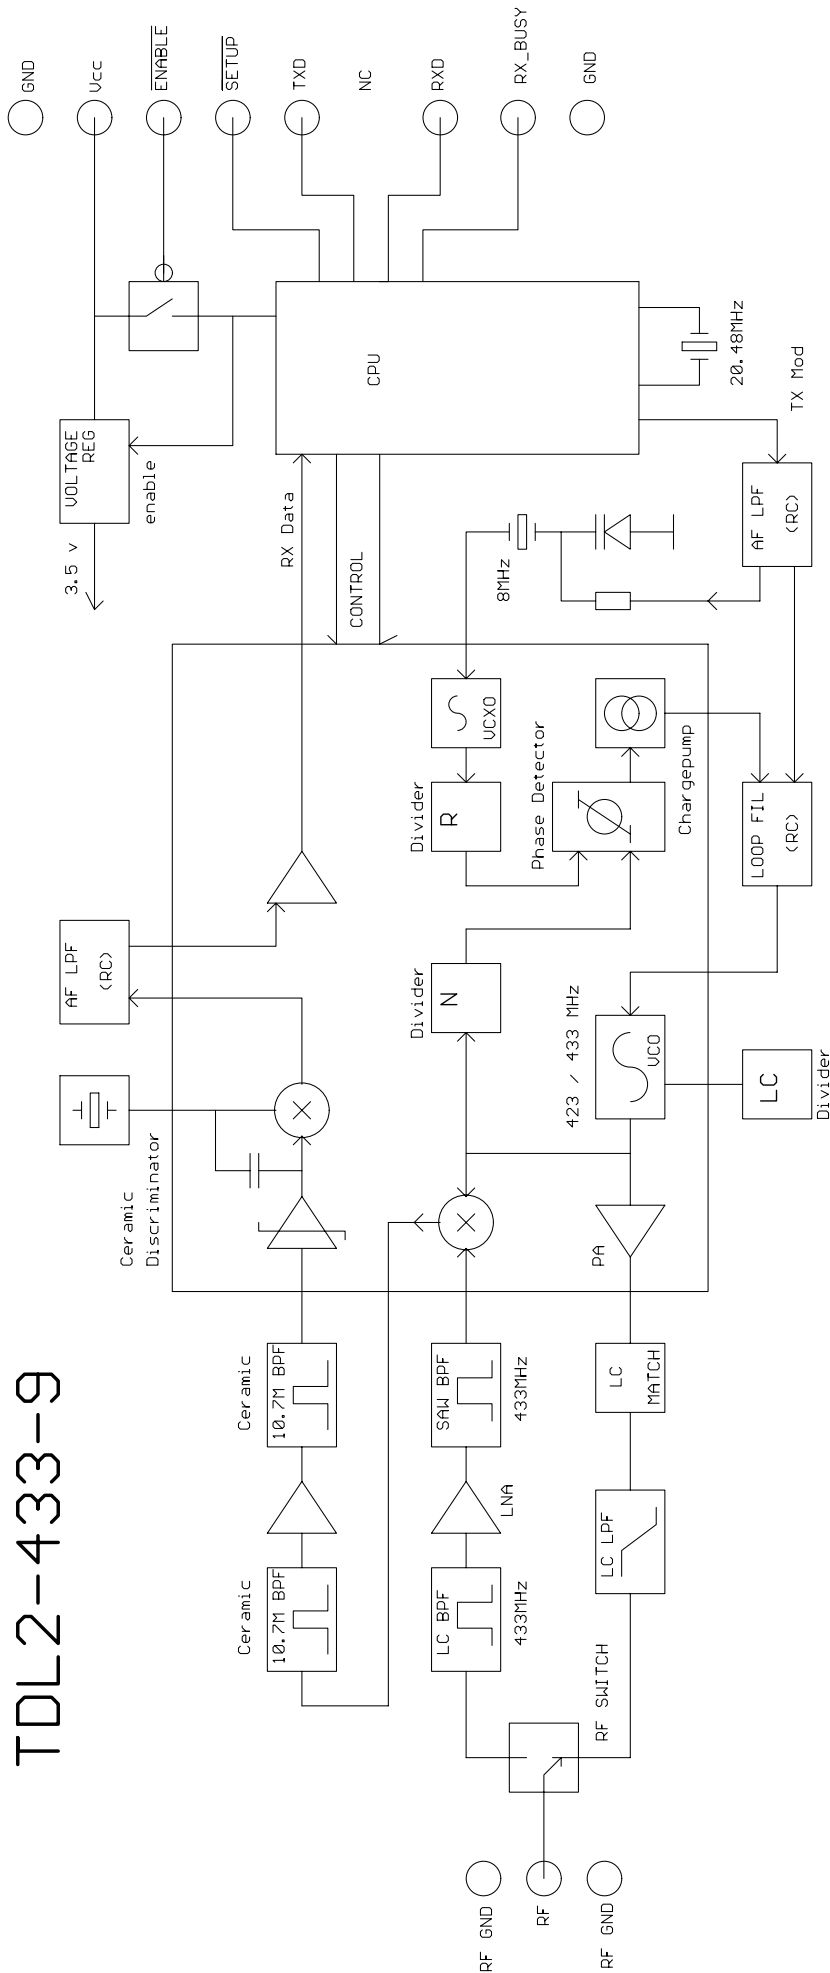 TDL2-433-9
GND
Vcc
ENABLE
SETUP
TXD
NC
RXD
RX_BUSY
GND
3.5 v
VOLTAGE
REG
enable
CPU
20.48MHz
TX Mod
AF LPF
(RC)
RX Data
CONTROL
8MHz
VCXO
Divider
R
Phase Detector
Chargepump
LOOP FIL
(RC)
AF LPF
(RC)
Divider
N
423 / 433 MHz
VCO
LC
Divider
Ceramic
Discriminator
PA
Ceramic
10.7M BPF
SAW BPF
433MHz
LC
MATCH
LNA
Ceramic
10.7M BPF
LC BPF
433MHz
LC LPF
RF SWITCH
RF GND
RF
RF GND